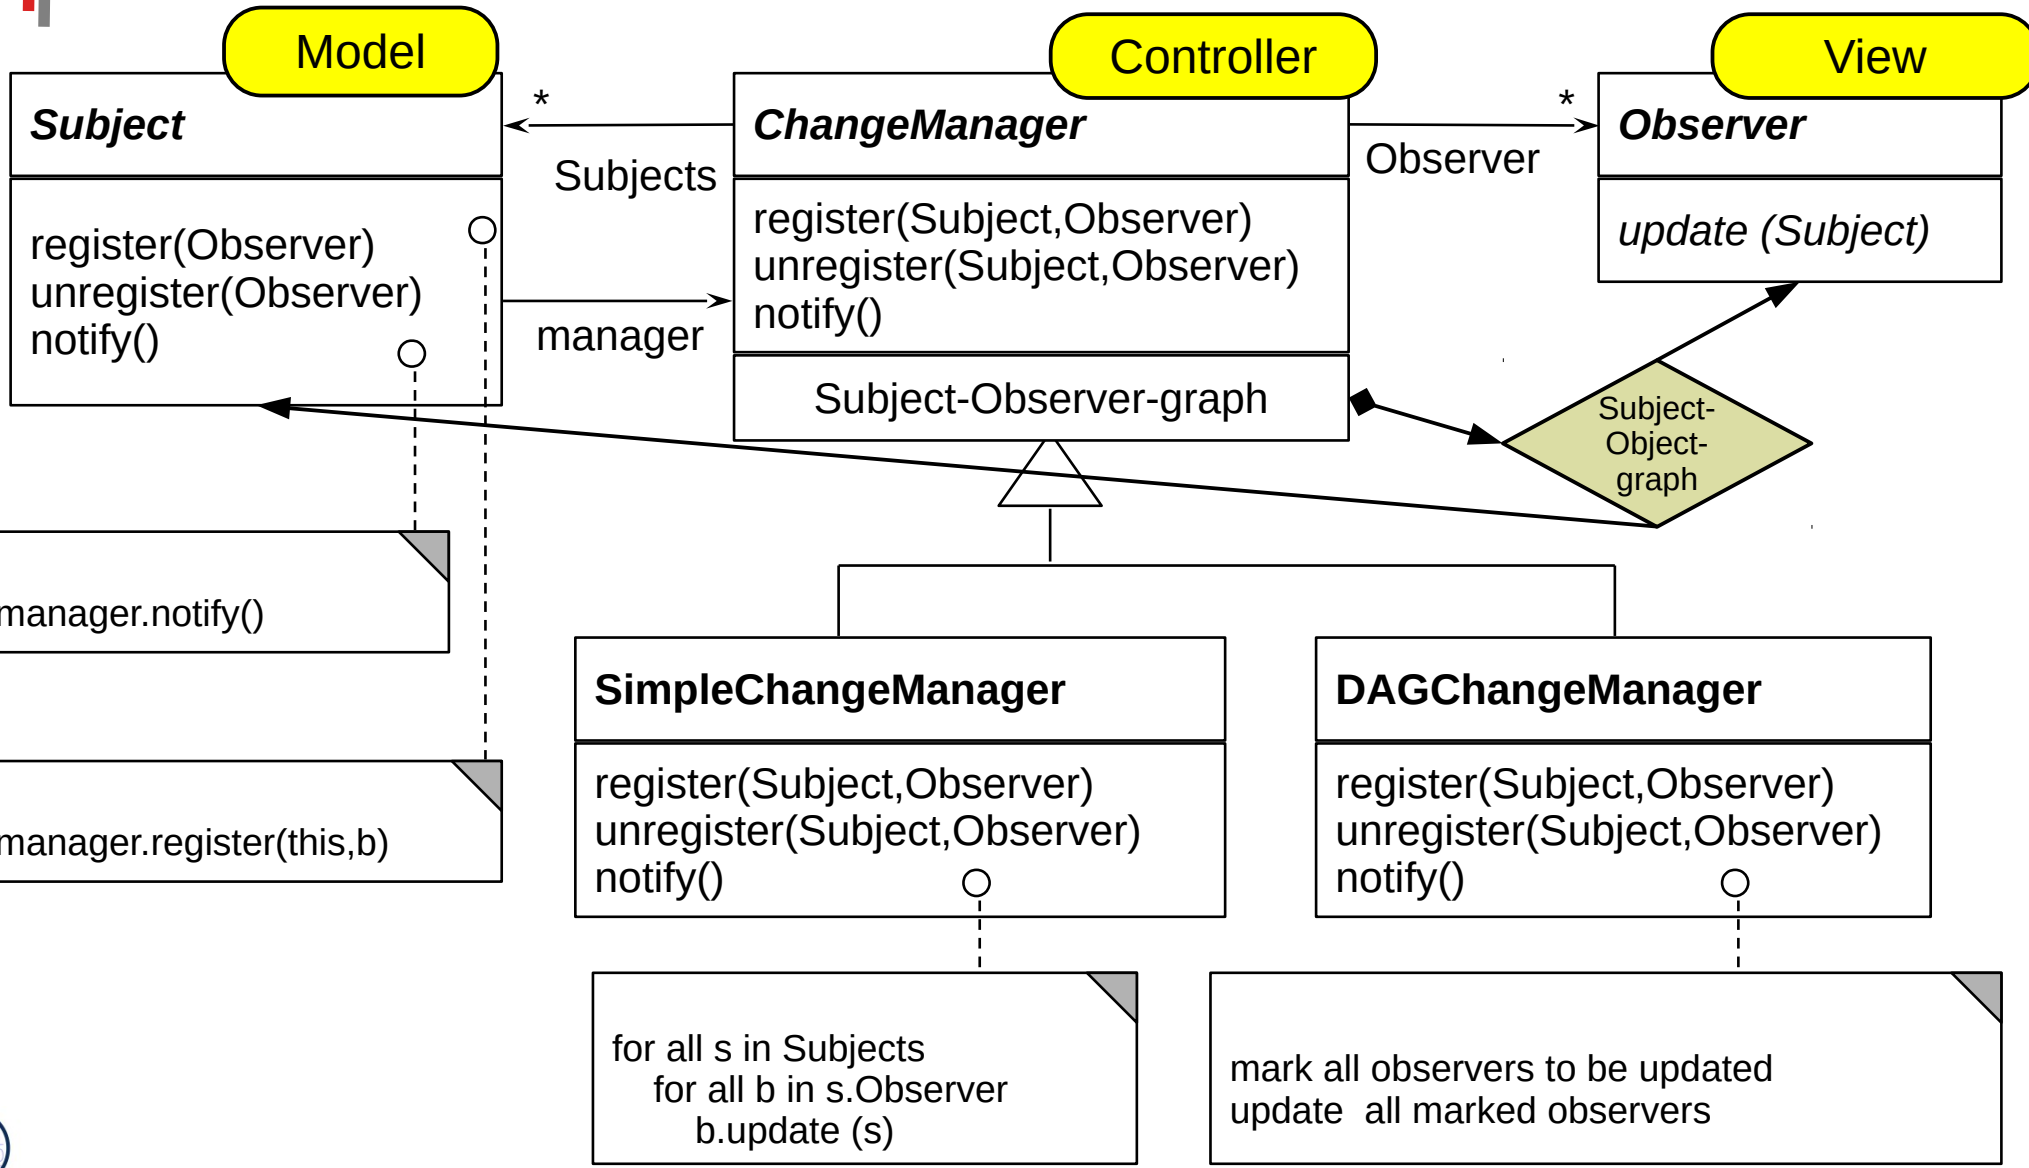 Model
Controller
View
Subject
*
Subjects
ChangeManager
*
Observer
Observer
register(Observer)
unregister(Observer)
notify()
manager
register(Subject,Observer)
unregister(Subject,Observer)
notify()
Subject-Observer-graph
update (Subject)
Subject-
Object-
graph
manager.notify()
manager.register(this,b)
SimpleChangeManager
register(Subject,Observer)
unregister(Subject,Observer)
notify()
DAGChangeManager
register(Subject,Observer)
unregister(Subject,Observer)
notify()
for all s in Subjects
for all b in s.Observer
b.update (s)
mark all observers to be updated
update  all marked observers